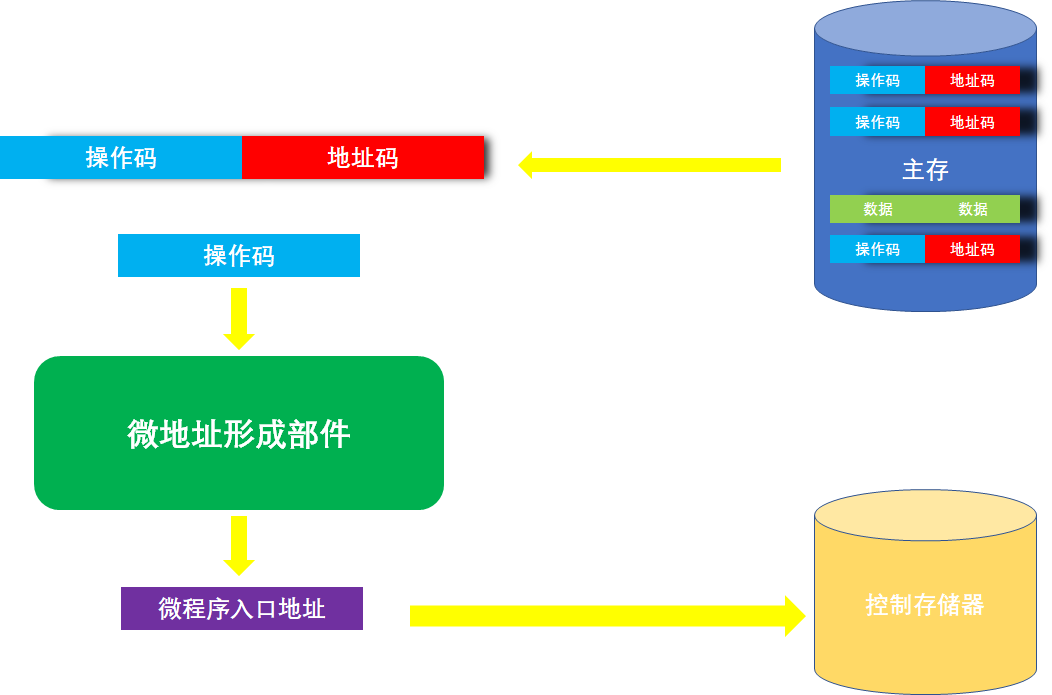 操作码 地址码
操作码 地址码
主存
数据 数据
操作码 地址码
操作码 地址码
操作码
微地址形成部件
微程序入口地址
控制存储器